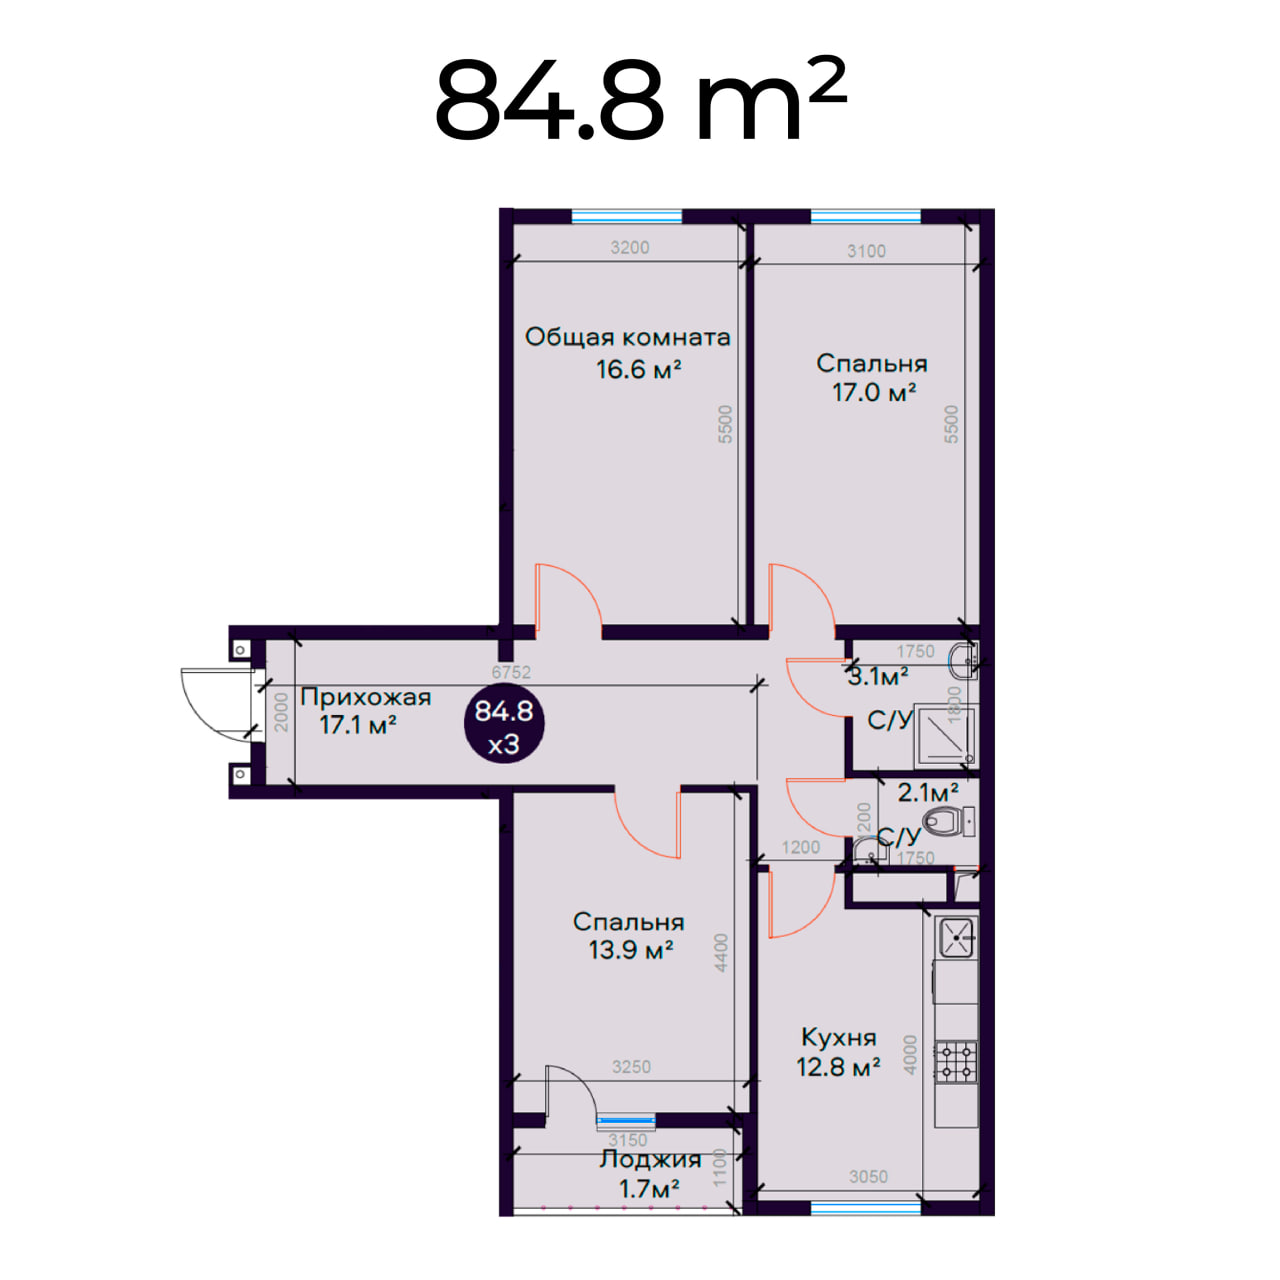 84.8 m²
3200
3100
Общая комната
16.6 м²
Спальня
17.0 м²
5500
5500
1750
6752
3.1м²
Прихожая
17.1 м²
2000
84.8
x3
С/У
1800
2.1м²
1200
С/У
1200
1750
Спальня
13.9 м²
4400
Кухня
12.8 м²
4000
3250
3150
Лоджия
1.7м²
1100
3050